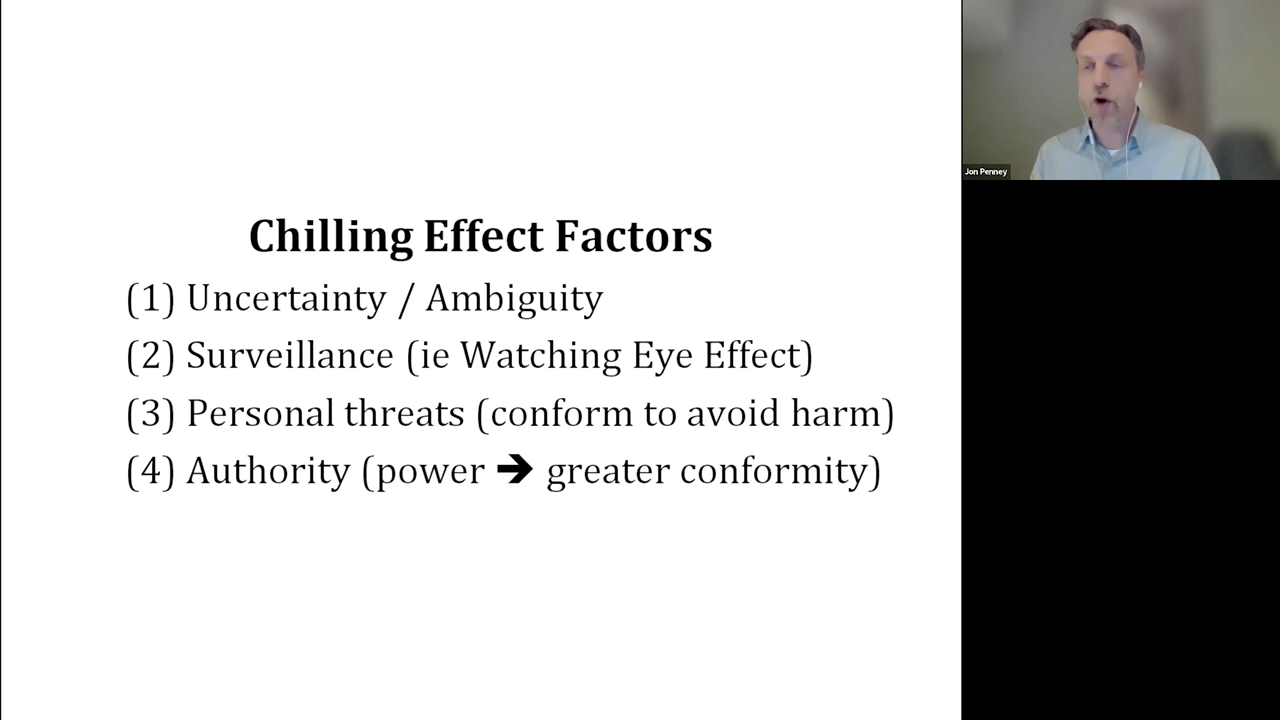 Chilling Effect Factors
(1) Uncertainty / Ambiguity
(2) Surveillance (ie Watching Eye Effect)
(3) Personal threats (conform to avoid harm)
(4) Authority (power ➔ greater conformity)
Jon Penney